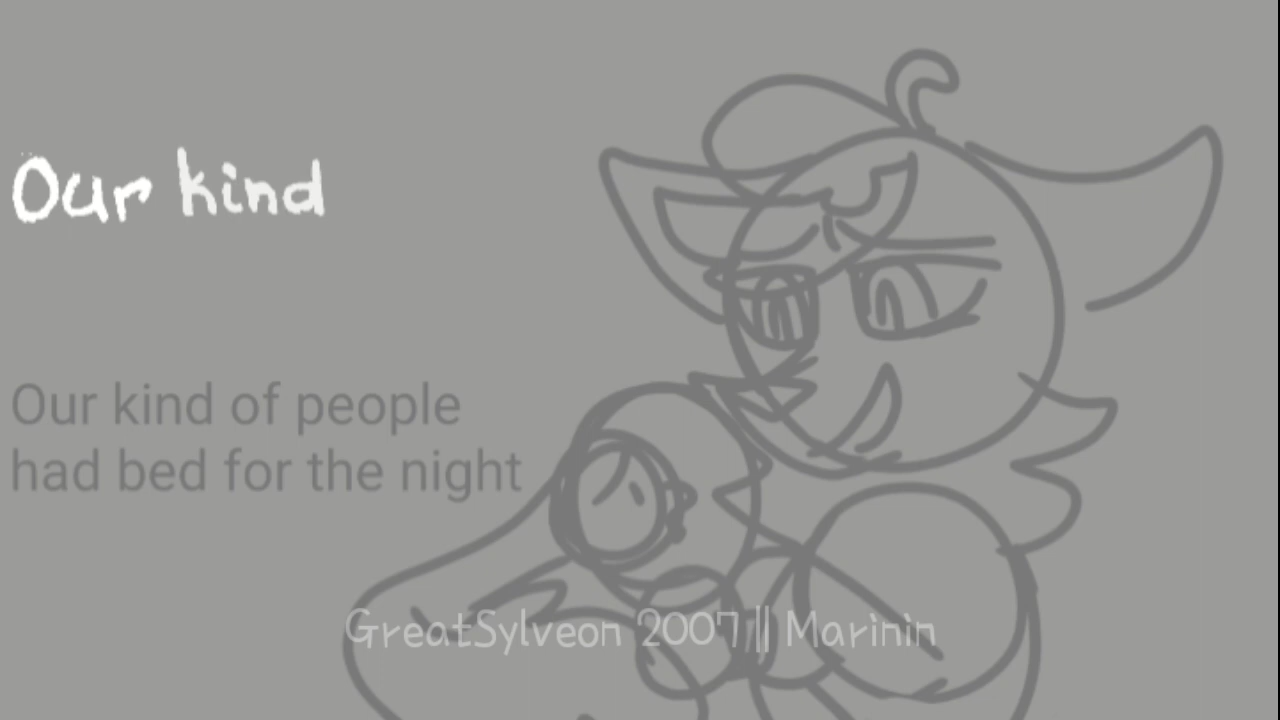 Our kind
Our kind of people
had bed for the night
GreatSylveon 2007 || Marinin